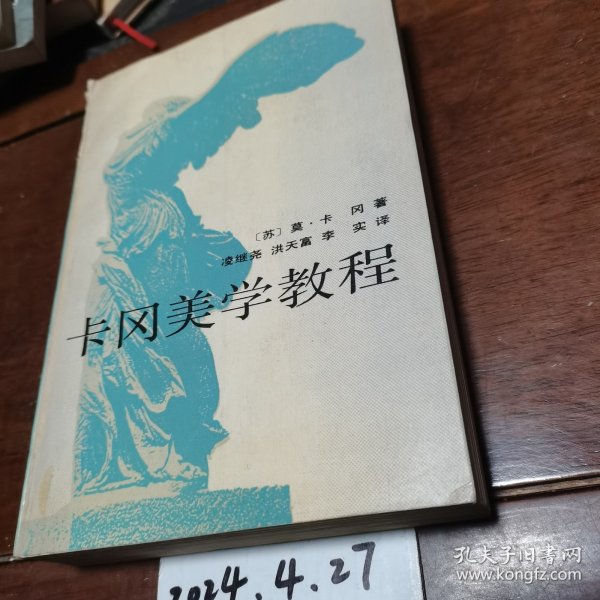 〔苏〕莫·卡 冈 著
凌继尧 洪天富 李 实 译
卡冈美学教程
2024.4.27
孔夫子旧书网
www.kongfz.com